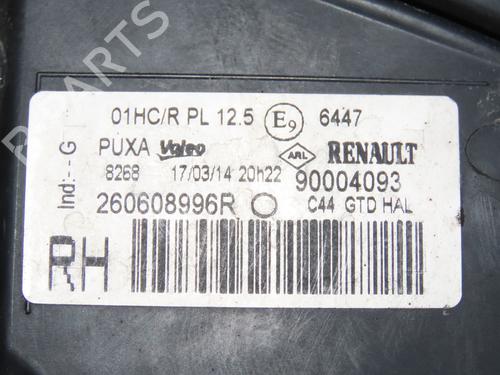 01HC/R PL 12.5 E9 6447
PUXA Valeo ARL RENAULT
8268 17/03/14 20h22 90004093
260608996R C44 GTD HAL
Ind:--G
RH
B-PARTS